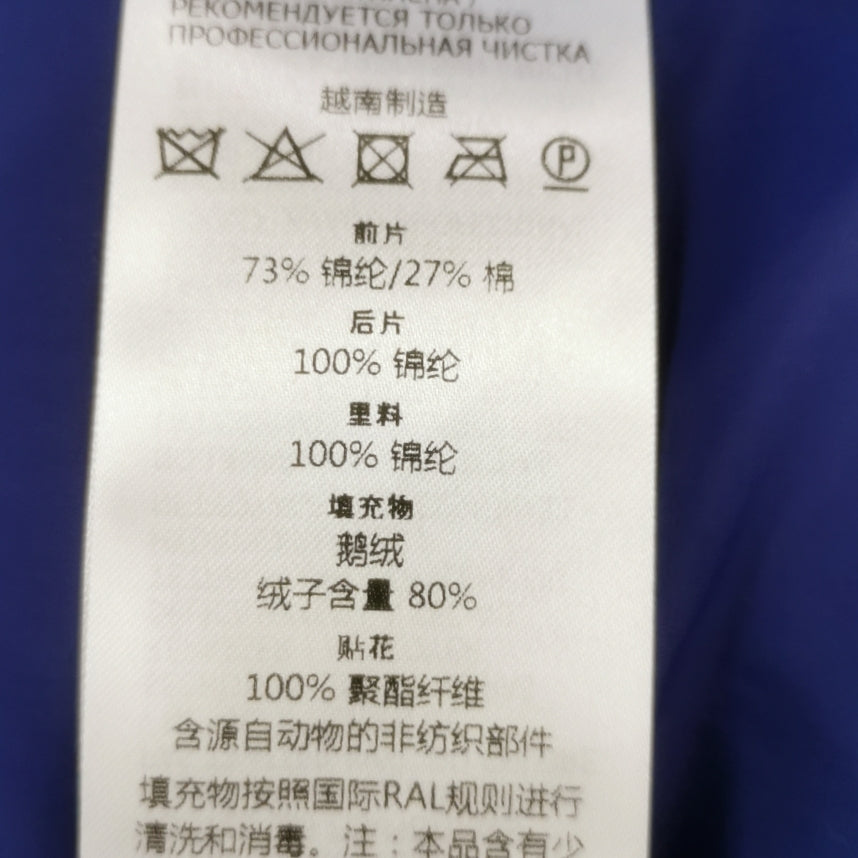 РЕКОМЕНДУЕТСЯ ТОЛЬКО
ПРОФЕССИОНАЛЬНАЯ ЧИСТКА
越南制造
P
前片
73% 锦纶/27% 棉
后片
100% 锦纶
里料
100% 锦纶
填充物
鹅绒
绒子含量 80%
贴花
100% 聚酯纤维
含源自动物的非纺织部件
填充物按照国际RAL规则进行
清洗和消毒。注：本品含有少